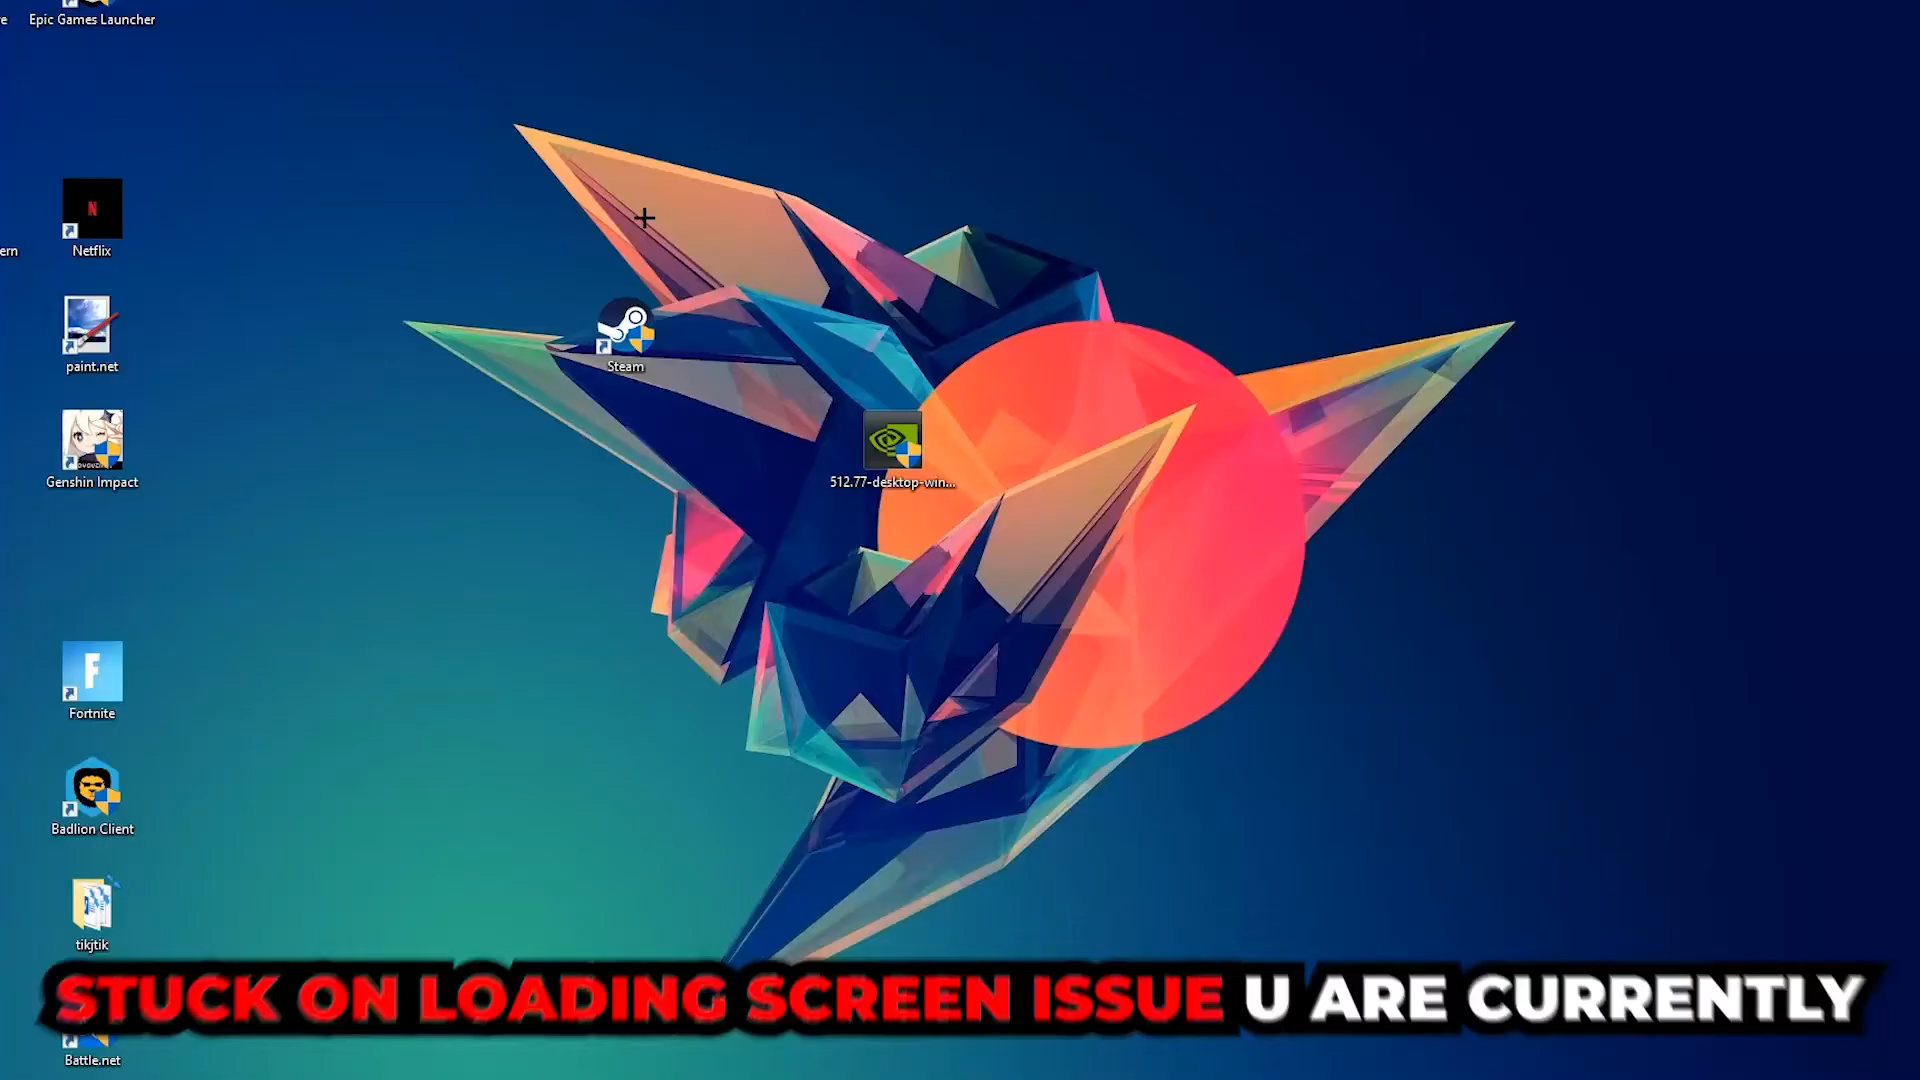 Epic Games Launcher
Netflix
ern
paint.net
Steam
Genshin Impact
512.77-desktop-win...
Fortnite
Badlion Client
tikjtik
STUCK ON LOADING SCREEN ISSUE U ARE CURRENTLY
Battle.net